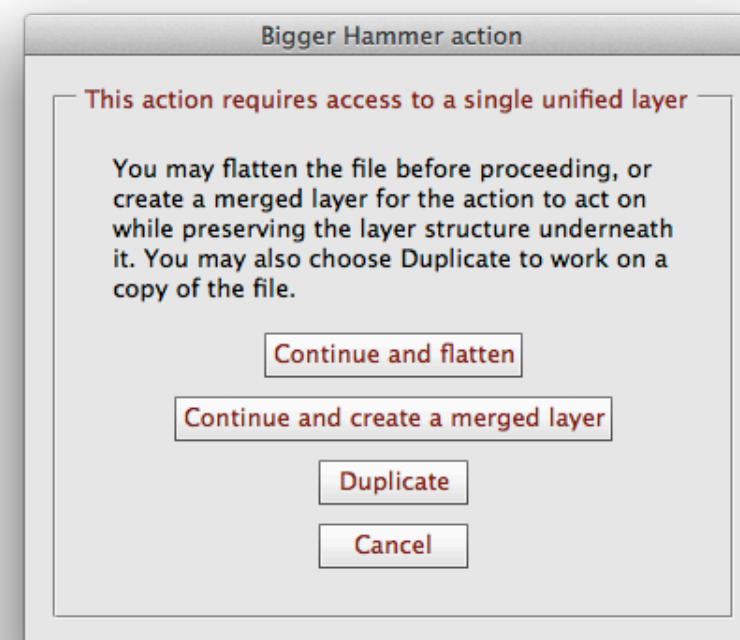 Bigger Hammer action
This action requires access to a single unified layer
You may flatten the file before proceeding, or
create a merged layer for the action to act on
while preserving the layer structure underneath
it. You may also choose Duplicate to work on a
copy of the file.
Continue and flatten
Continue and create a merged layer
Duplicate
Cancel